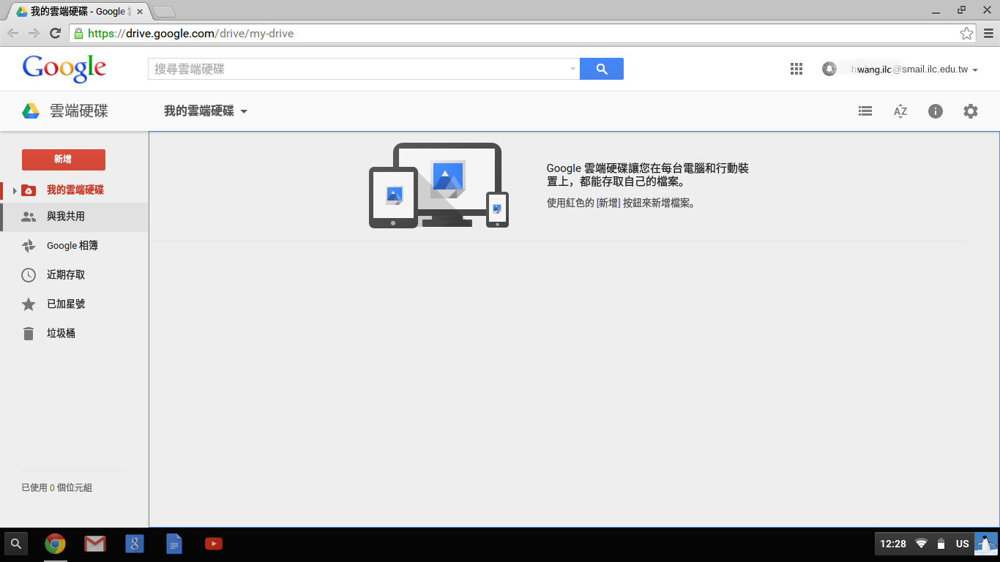 我的雲端硬碟 - Google
https://drive.google.com/drive/my-drive
Google
搜尋雲端硬碟
wang.ilc@smail.ilc.edu.tw
雲端硬碟
我的雲端硬碟
AZ
新增
我的雲端硬碟
與我共用
Google 相簿
近期存取
已加星號
垃圾桶
Google 雲端硬碟讓您在每台電腦和行動裝
置上，都能存取自己的檔案。
使用紅色的 [新增] 按鈕來新增檔案。
已使用 0 個位元組
8
12:28
US